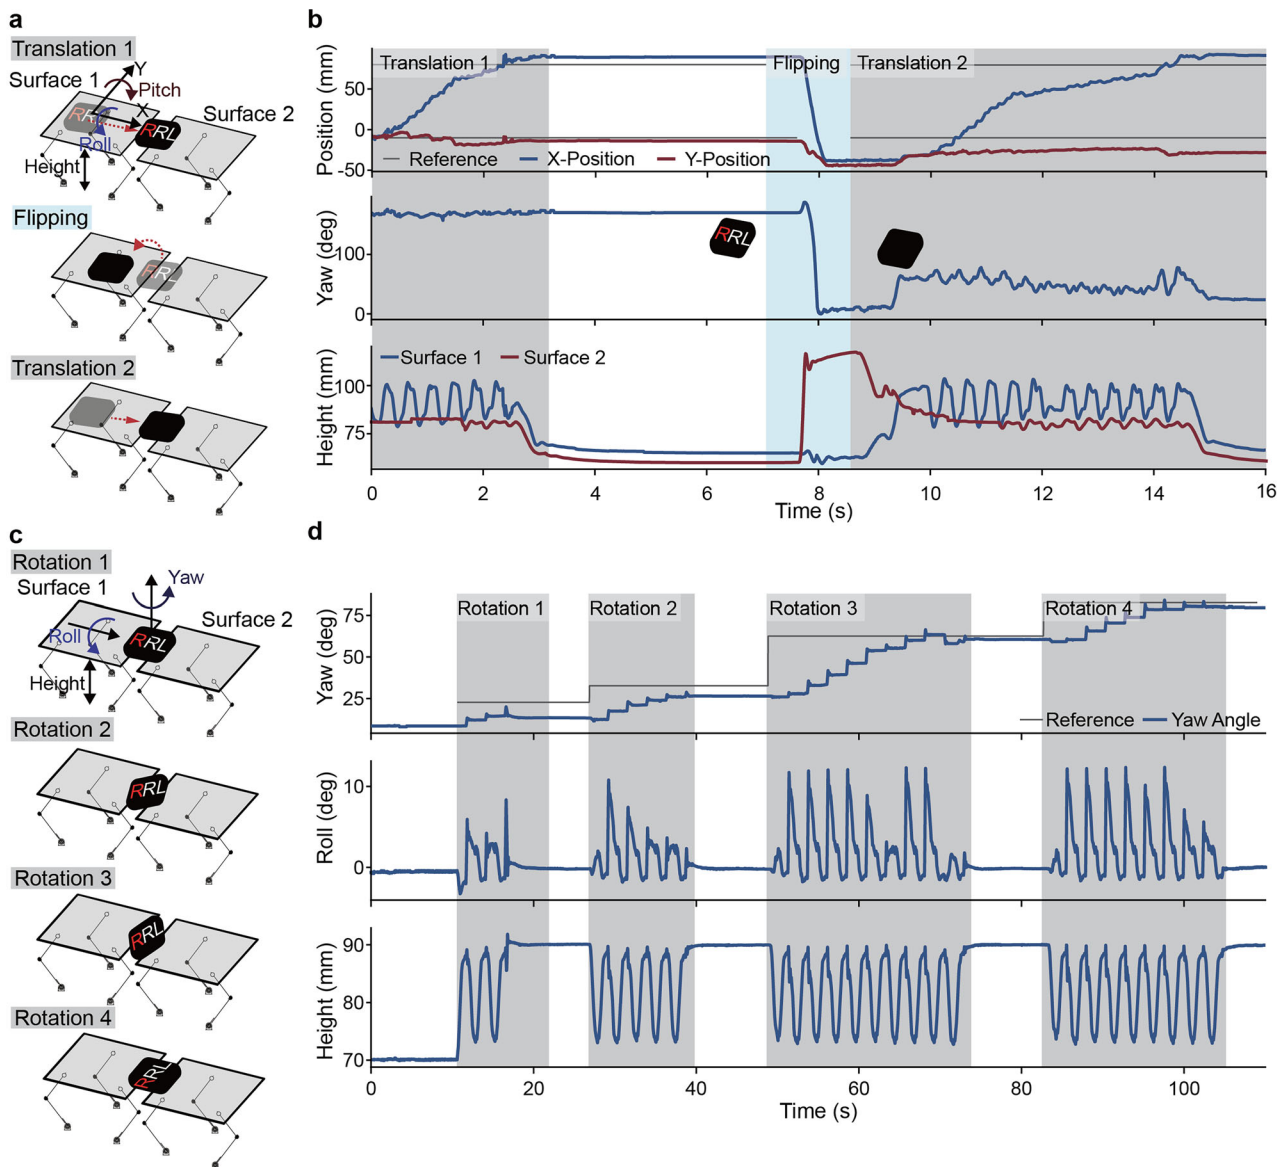 a
Translation 1
Surface 1
Y
Pitch
X
Surface 2
RRL
RRL
Roll
Height
Flipping
RRL
Translation 2
b
Position (mm)
50
0
-50
Translation 1
Flipping
Translation 2
Reference
X-Position
Y-Position
Yaw (deg)
100
0
RRL
Height (mm)
100
75
Surface 1
Surface 2
0
2
4
6
8
10
12
14
16
Time (s)
c
Rotation 1
Surface 1
Yaw
Surface 2
Roll
RRL
Height
Rotation 2
RRL
Rotation 3
RRL
Rotation 4
RRL
d
Yaw (deg)
75
50
25
Rotation 1
Rotation 2
Rotation 3
Rotation 4
Reference
Yaw Angle
Roll (deg)
10
0
Height (mm)
90
80
70
0
20
40
60
80
100
Time (s)